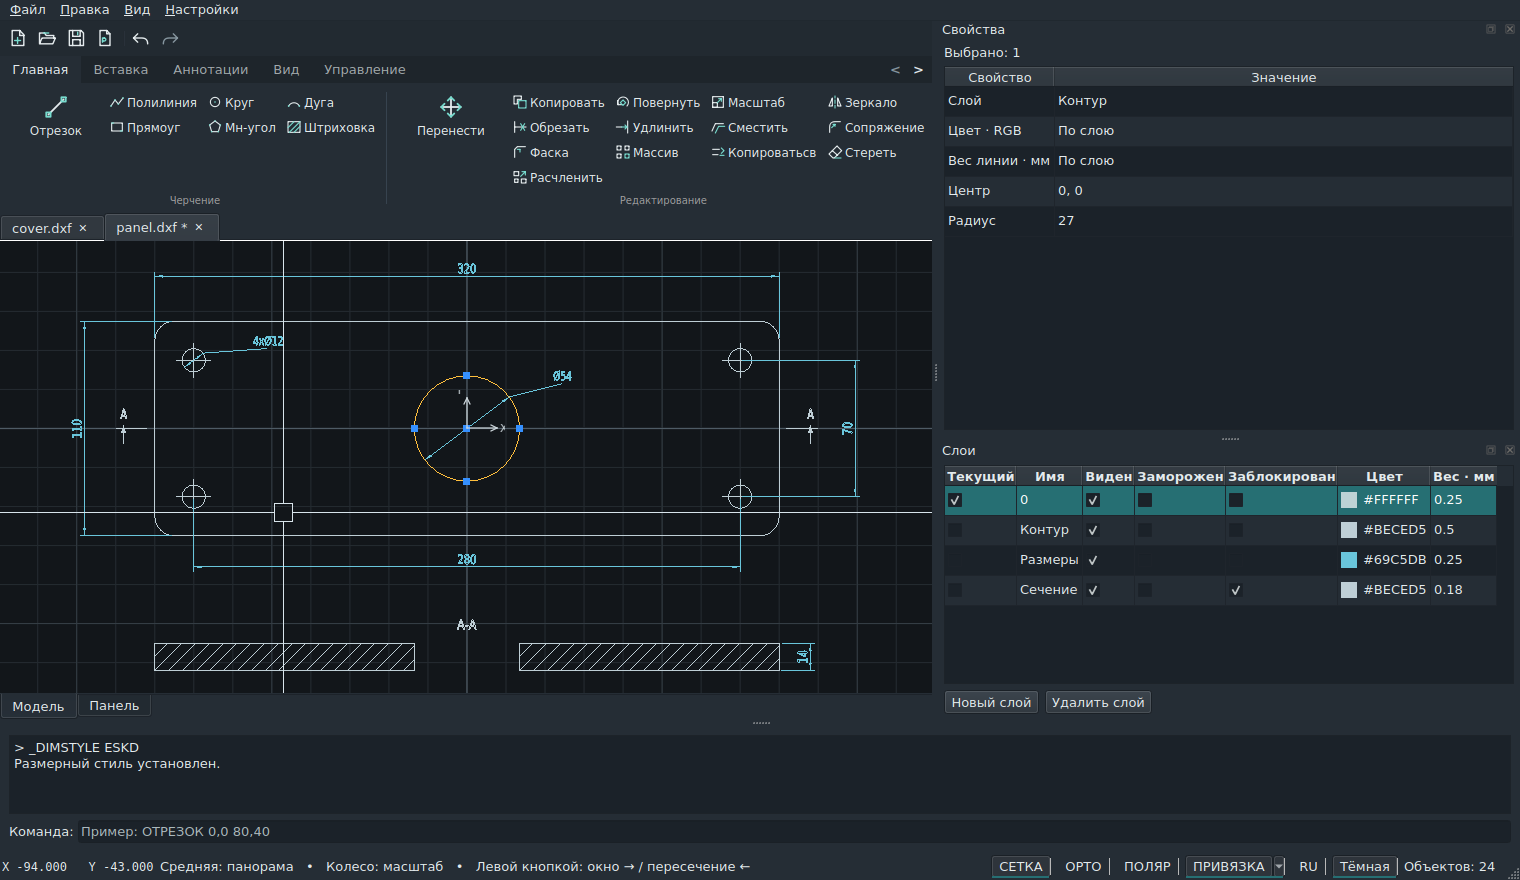 Файл Правка Вид Настройки
Главная Вставка Аннотации Вид Управление < >
Отрезок
Полилиния Круг Дуга
Прямоуг Мн-угол Штриховка
Черчение
Перенести
Копировать Повернуть Масштаб Зеркало
Обрезать Удлинить Сместить Сопряжение
Фаска Массив Копироватьсв Стереть
Расчленить
Редактирование
cover.dxf × panel.dxf * ×
320
4xØ12
Ø54
A A
110
70
X
280
A-A
14
Модель Панель
Свойства
Выбрано: 1
Свойство Значение
Слой Контур
Цвет · RGB По слою
Вес линии · мм По слою
Центр 0, 0
Радиус 27
Слои
Текущий Имя Виден Заморожен Заблокирован Цвет Вес · мм
0 #FFFFFF 0.25
Контур #BECED5 0.5
Размеры #69C5DB 0.25
Сечение #BECED5 0.18
Новый слой Удалить слой
> _DIMSTYLE ESKD
Размерный стиль установлен.
Команда: Пример: ОТРЕЗОК 0,0 80,40
X -94.000 Y -43.000 Средняя: панорама • Колесо: масштаб • Левой кнопкой: окно → / пересечение ← СЕТКА ОРТО ПОЛЯР ПРИВЯЗКА RU Тёмная Объектов: 24